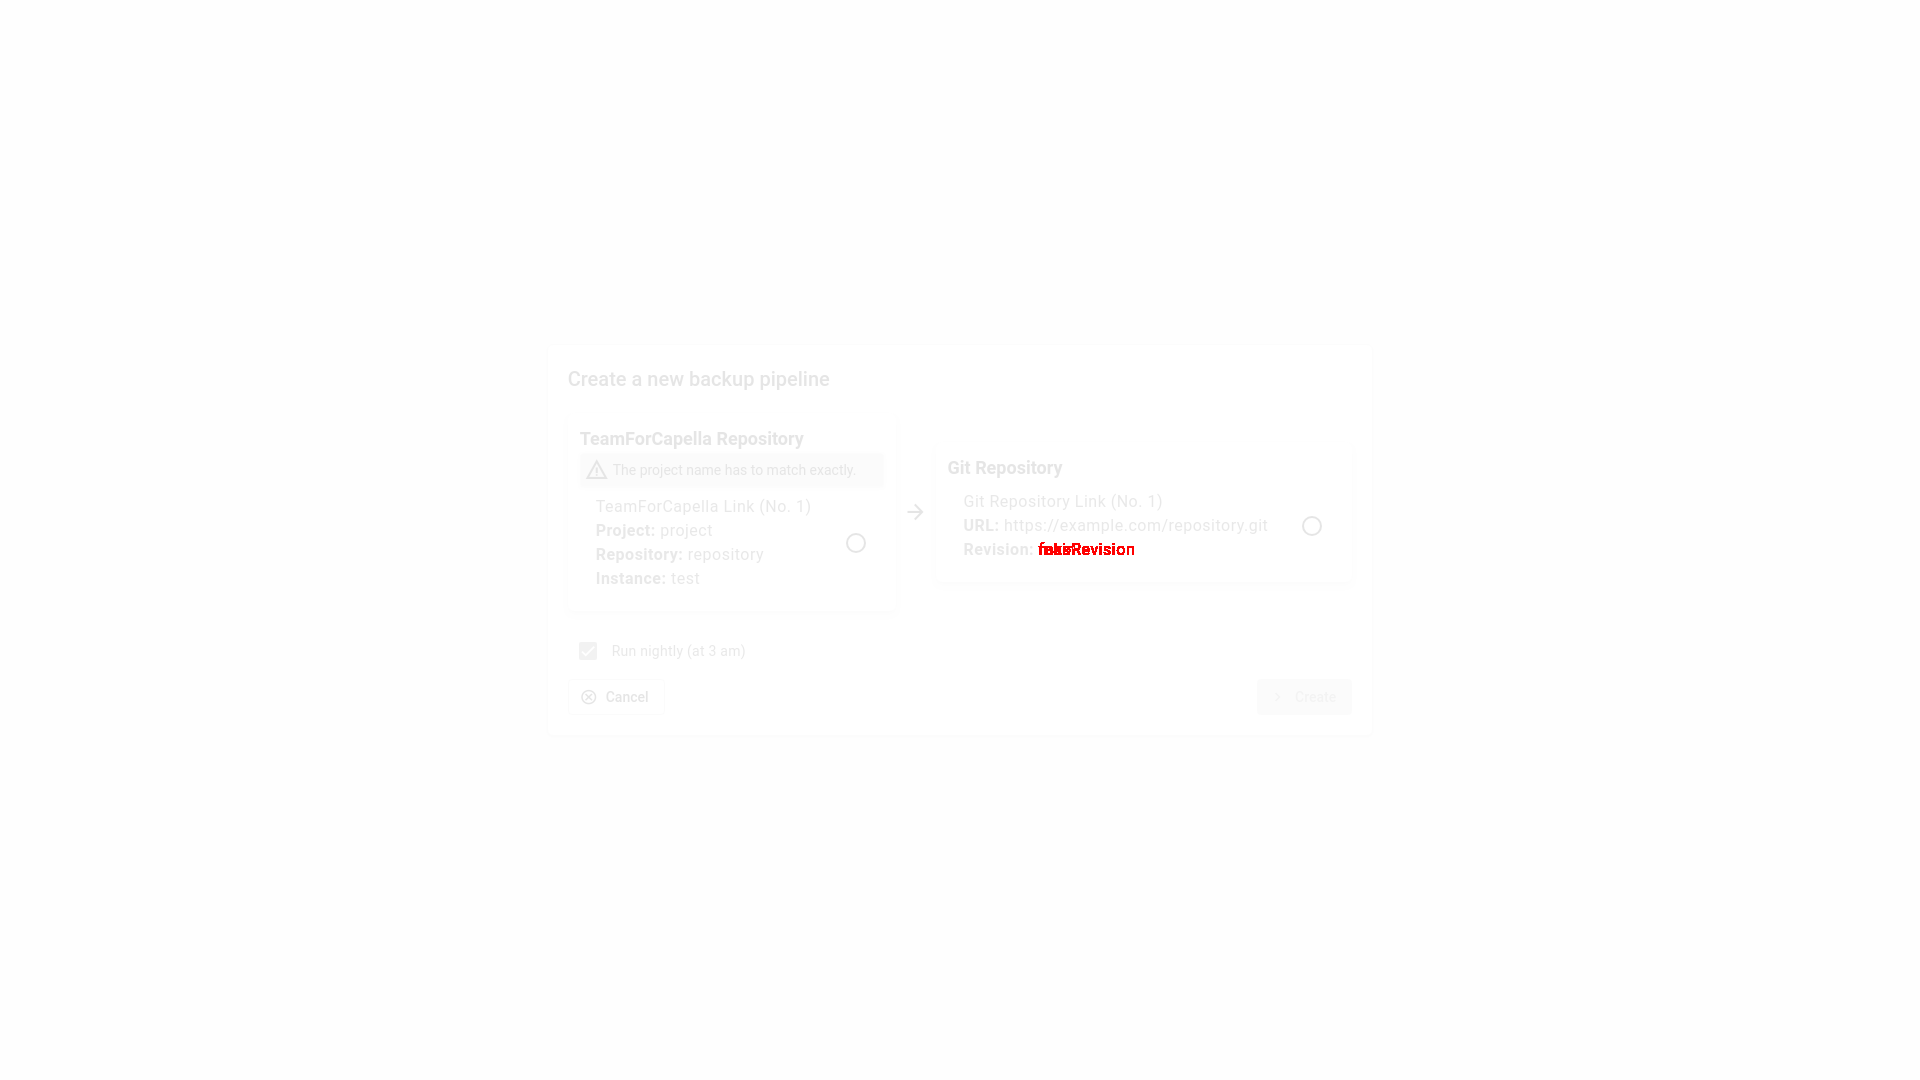 Create a new backup pipeline
TeamForCapella Repository
The project name has to match exactly.
TeamForCapella Link (No. 1)
Project: project
Repository: repository
Instance: test
Git Repository
Git Repository Link (No. 1)
URL: https://example.com/repository.git
Revision:
Run nightly (at 3 am)
Cancel
Create